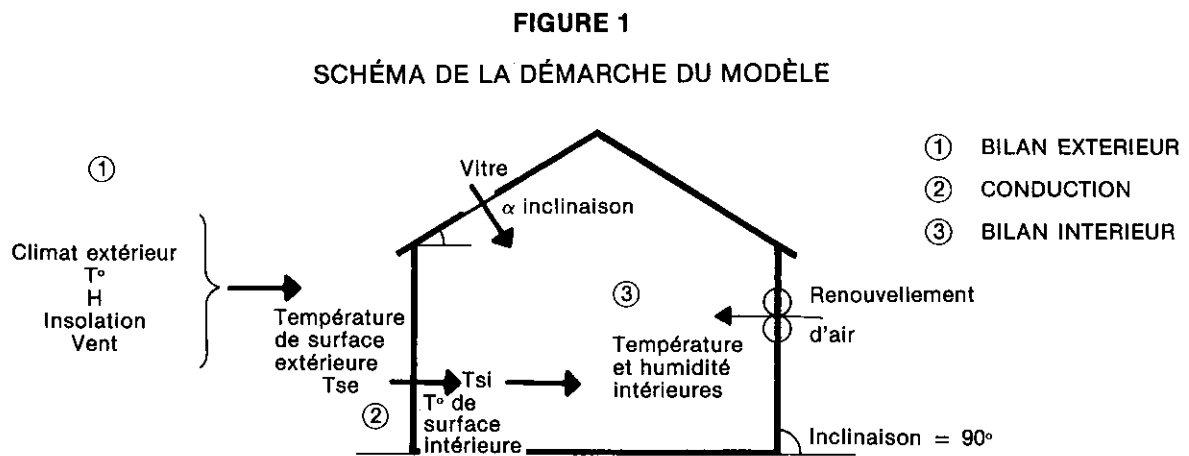 FIGURE 1
SCHÉMA DE LA DÉMARCHE DU MODÈLE
① BILAN EXTERIEUR
② CONDUCTION
③ BILAN INTERIEUR
①
Climat extérieur
T°
H
Insolation
Vent
Vitre
α inclinaison
Température
de surface
extérieure
Tse
②
Tsi
T° de
surface
intérieure
③
Température
et humidité
intérieures
Renouvellement
d'air
Inclinaison = 90°